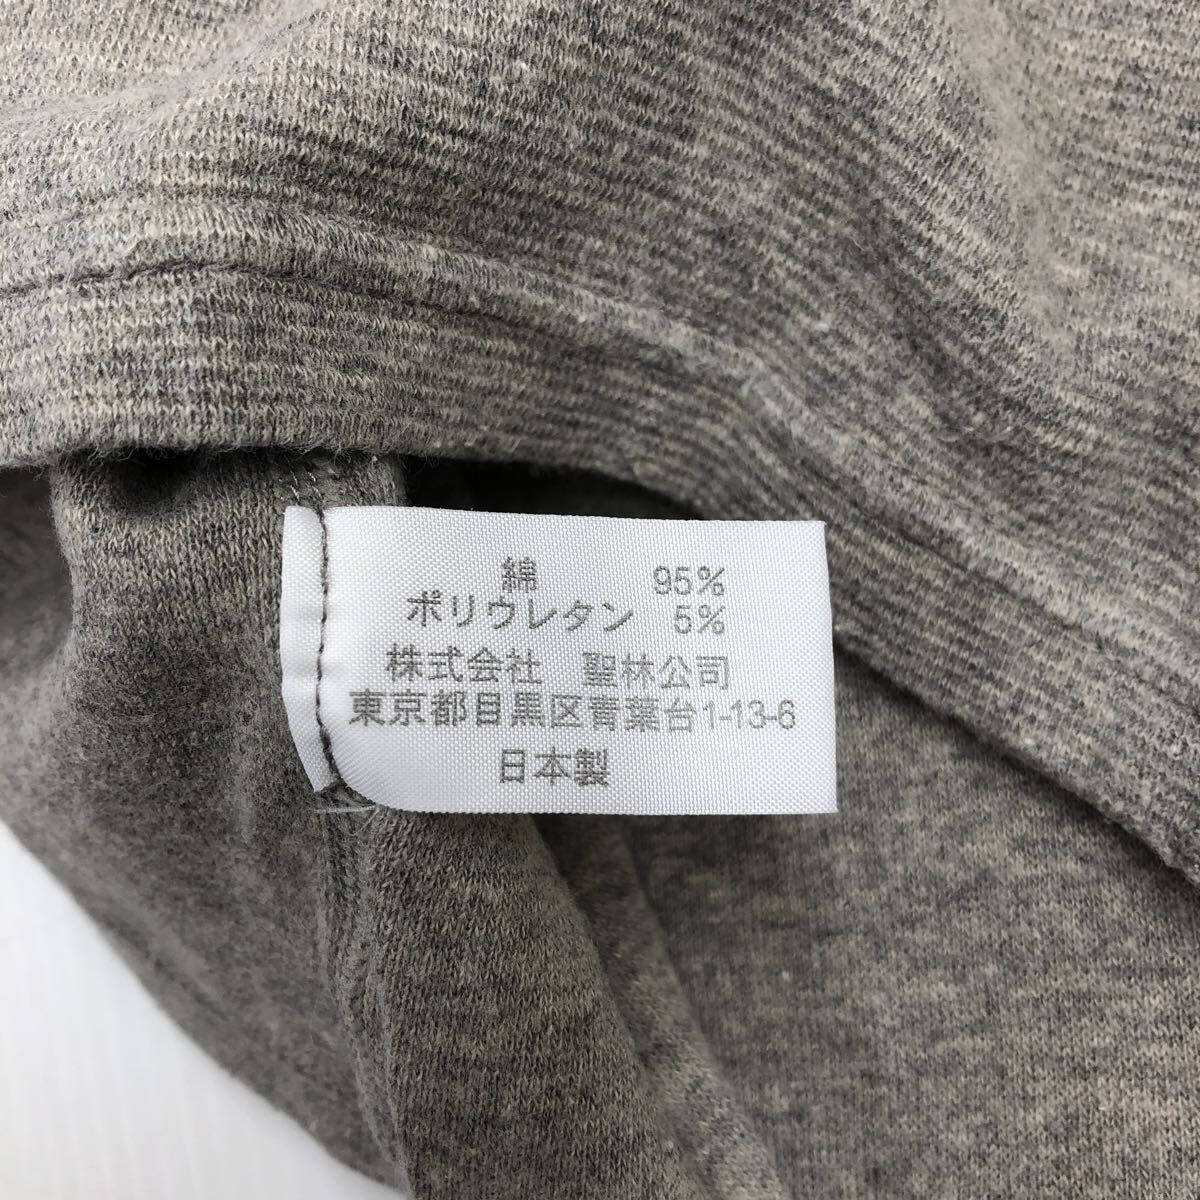 綿 95%
ポリウレタン 5%
株式会社 聖林公司
東京都目黒区青葉台1-13-6
日本製